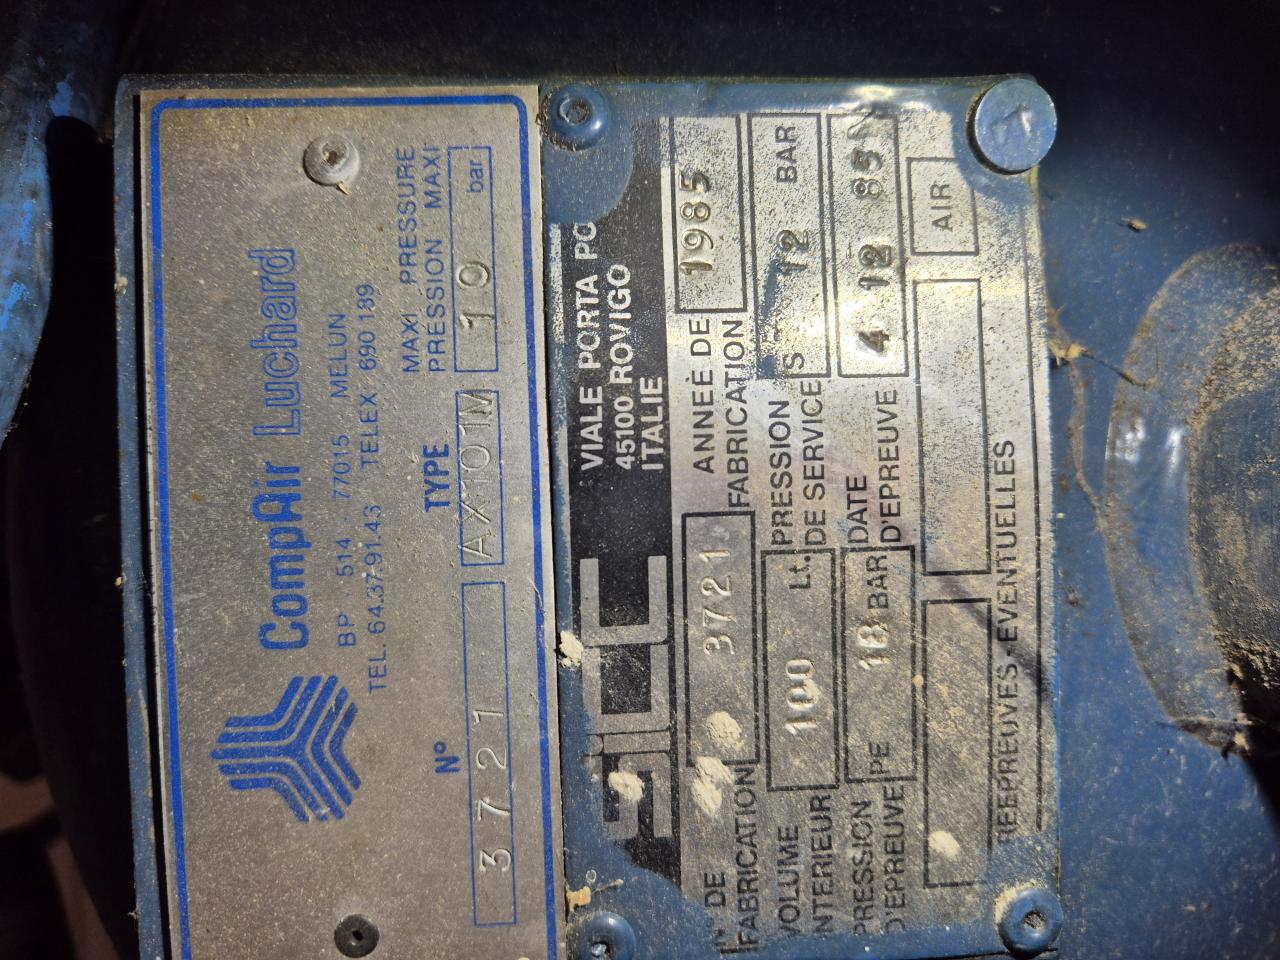 CompAir Luchard
BP · 514 · 77015 MELUN
TEL. 64.37.91.43 TELEX 690 189
MAXI PRESSURE
N° TYPE PRESSION MAXI
3721 AX101M 10 bar
SICC
VIALE PORTA PO
45100 ROVIGO
ITALIE
DE
FABRICATION 3721
ANNEE DE
FABRICATION 1985
VOLUME
INTERIEUR 100 Lt.
PRESSION
DE SERVICE PS 12 BAR
PRESSION
D'EPREUVE PE 18 BAR
DATE
D'EPREUVE 4 12 85
AIR
REEPREUVES-EVENTUELLES